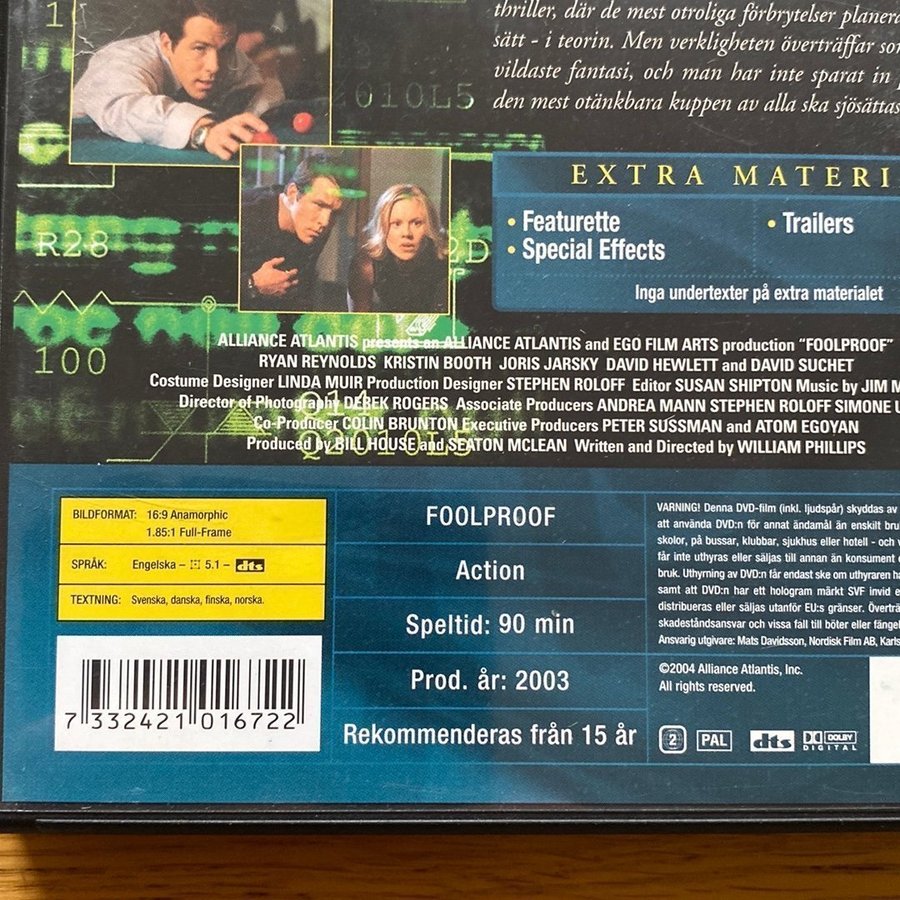 thriller, där de mest otroliga förbrytelser planera
sätt - i teorin. Men verkligheten överträffar so
vildaste fantasi, och man har inte sparat in
den mest otänkbara kuppen av alla ska sjösättas
2010L5
R28
2D
OC
100
Q14
Q2010L5
EXTRA MATERI
• Featurette
• Trailers
• Special Effects
Inga undertexter på extra materialet
ALLIANCE ATLANTIS presents an ALLIANCE ATLANTIS and EGO FILM ARTS production "FOOLPROOF"
RYAN REYNOLDS KRISTIN BOOTH JORIS JARSKY DAVID HEWLETT and DAVID SUCHET
Costume Designer LINDA MUIR Production Designer STEPHEN ROLOFF Editor SUSAN SHIPTON Music by JIM M
Director of Photography DEREK ROGERS Associate Producers ANDREA MANN STEPHEN ROLOFF SIMONE U
Co-Producer COLIN BRUNTON Executive Producers PETER SUSSMAN and ATOM EGOYAN
Produced by BILL HOUSE and SEATON MCLEAN Written and Directed by WILLIAM PHILLIPS
BILDFORMAT: 16:9 Anamorphic
1.85:1 Full-Frame
SPRÅK: Engelska – 5.1 – dts
TEXTNING: Svenska, danska, finska, norska.
7 332421 016722
FOOLPROOF
Action
Speltid: 90 min
Prod. år: 2003
Rekommenderas från 15 år
VARNING! Denna DVD-film (inkl. ljudspår) skyddas av
att använda DVD:n för annat ändamål än enskilt bru
skolor, på bussar, klubbar, sjukhus eller hotell - och v
får inte uthyras eller säljas till annan än konsument
bruk. Uthyrning av DVD:n får endast ske om uthyraren ha
samt att DVD:n har ett hologram märkt SVF invid e
distribueras eller säljas utanför EU:s gränser. Överträ
skadeståndsansvar och vissa fall till böter eller fängel
Ansvarig utgivare: Mats Davidsson, Nordisk Film AB, Karls
©2004 Alliance Atlantis, Inc.
All rights reserved.
2 PAL dts DOLBY
DIGITAL